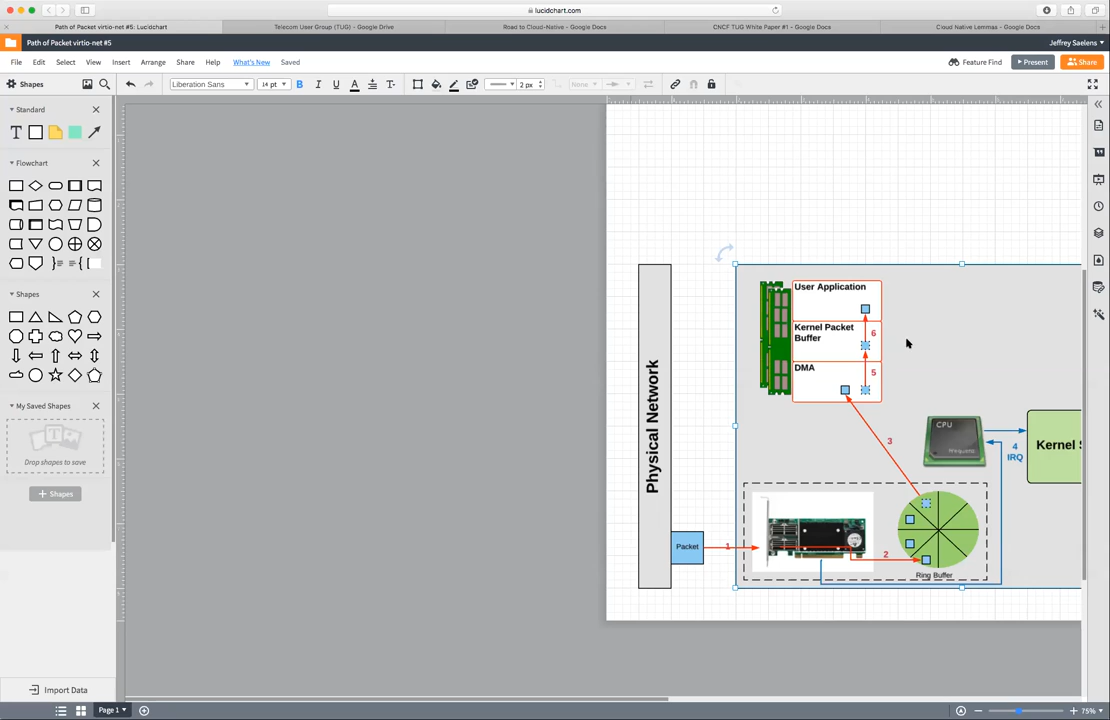 lucidchart.com
Path of Packet virtio-net #5: Lucidchart
Telecom User Group (TUG) - Google Drive
Road to Cloud-Native - Google Docs
CNCF TUG White Paper #1 - Google Docs
Cloud Native Lemmas - Google Docs
Path of Packet virtio-net #5
Jeffrey Saelens
File Edit Select View Insert Arrange Share Help What's New Saved
Feature Find
Present
Share
Shapes
Liberation Sans
14 pt
B I U A T
2 px
None
Standard
T
Flowchart
Shapes
My Saved Shapes
Drop shapes to save
+ Shapes
Import Data
Page 1
75%
Physical Network
Packet
1
User Application
Kernel Packet
Buffer
DMA
6
5
3
CPU
4
IRQ
Kernel S
2
Ring Buffer